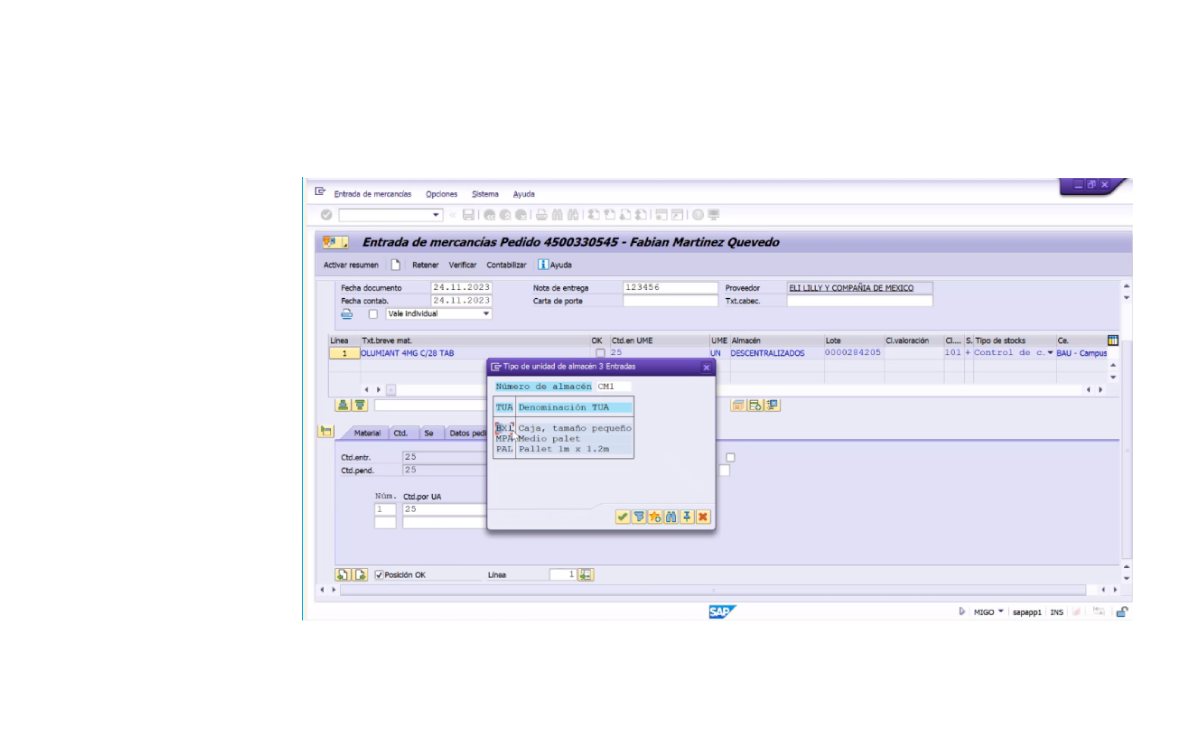 Entrada de mercancías Opciones Sistema Ayuda
Entrada de mercancías Pedido 4500330545 - Fabian Martinez Quevedo
Activar resumen Retener Verificar Contabilizar Ayuda
Fecha documento 24.11.2023 Nota de entrega 123456 Proveedor ELI LILLY Y COMPAÑIA DE MEXICO
Fecha contab. 24.11.2023 Carta de porte Txt.cabec.
Vale Individual
Línea Txt.breve mat. OK Ctd.en UME UME Almacén Lote Cl.valoración Cl.... S. Tipo de stocks Ce.
1 OLUMIANT 4MG C/28 TAB 25 UN DESCENTRALIZADOS 0000284205 101 + Control de c. BAU - Campus
Tipo de unidad de almacén 3 Entradas
Número de almacén CM1
TUA Denominación TUA
BX1 Caja, tamaño pequeño
MPA Medio palet
PAL Pallet 1m x 1.2m
Material Ctd. Se Datos pedi
Ctd.entr. 25
Ctd.pend. 25
Núm. Ctd.por UA
1 25
Posición OK Línea 1
SAP MIGO sapapp1 INS